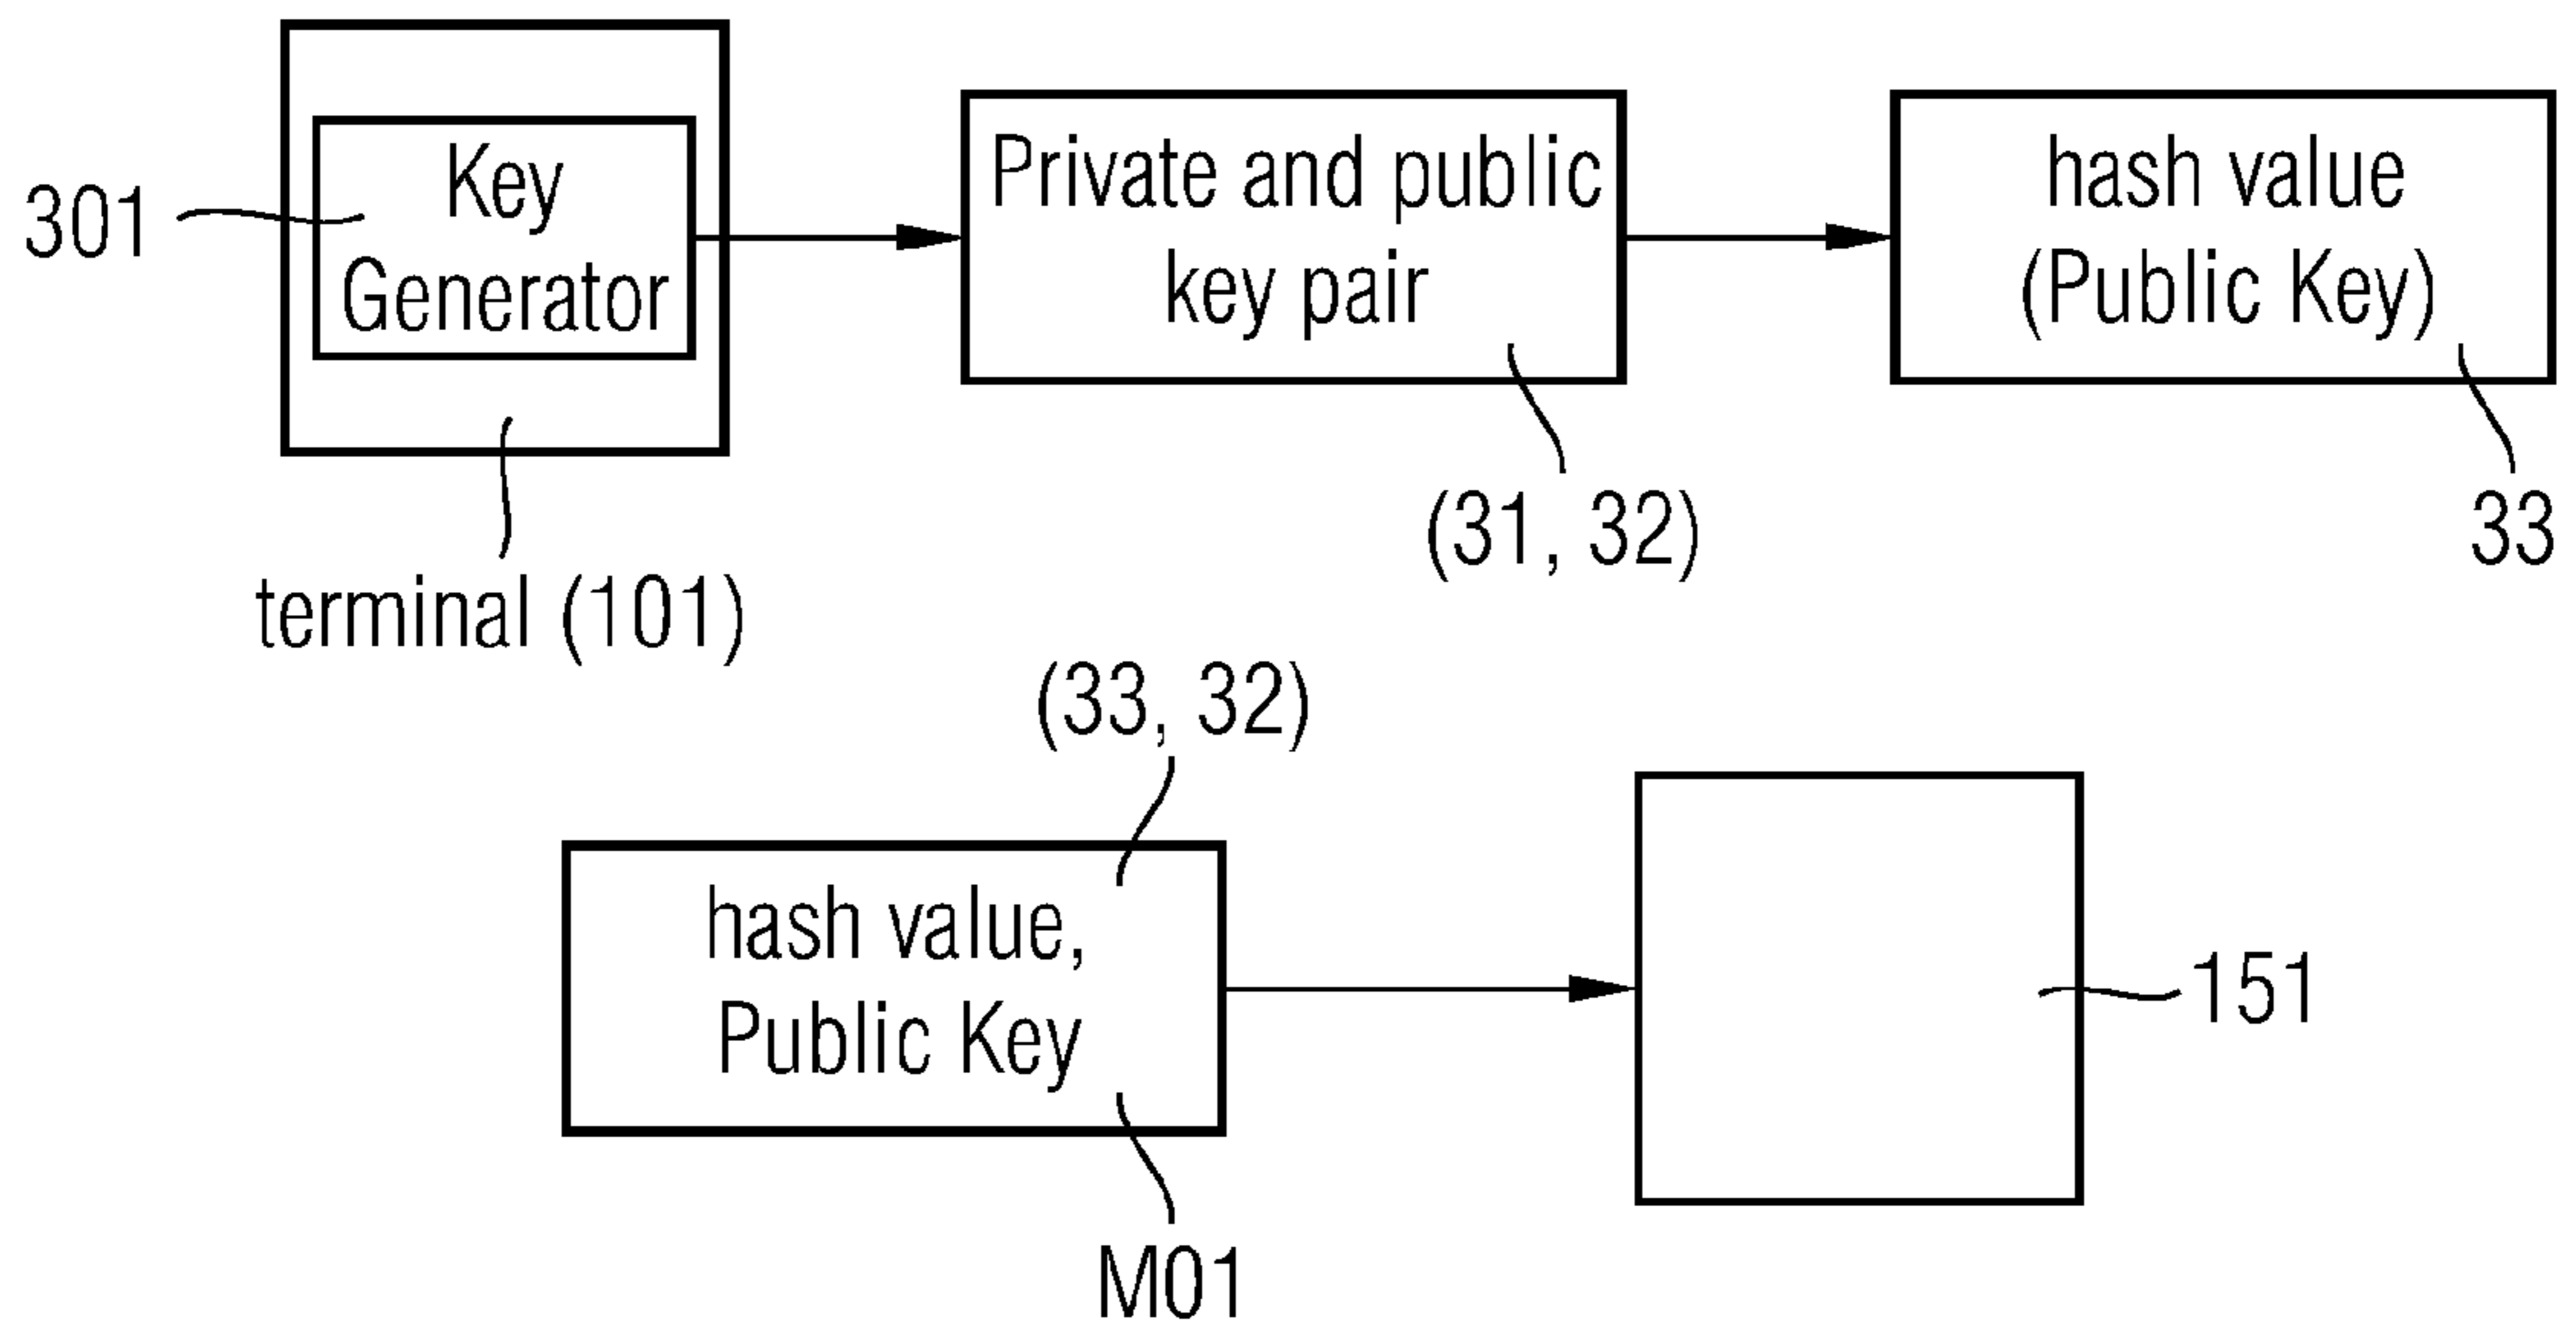 301
Key
Generator
terminal (101)
Private and public
key pair
(31, 32)
hash value
(Public Key)
33
(33, 32)
hash value,
Public Key
M01
151